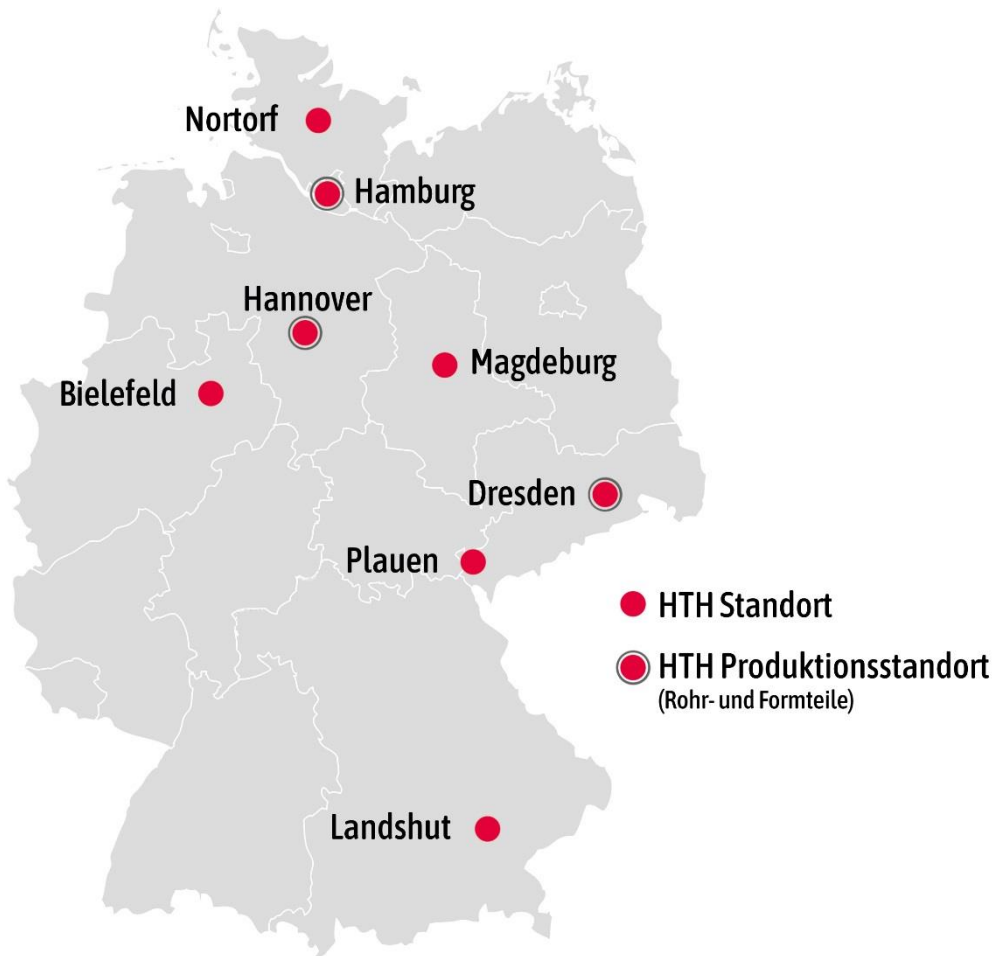 Nortorf
Hamburg
Hannover
Magdeburg
Bielefeld
Dresden
Plauen
HTH Standort
HTH Produktionsstandort
(Rohr- und Formteile)
Landshut